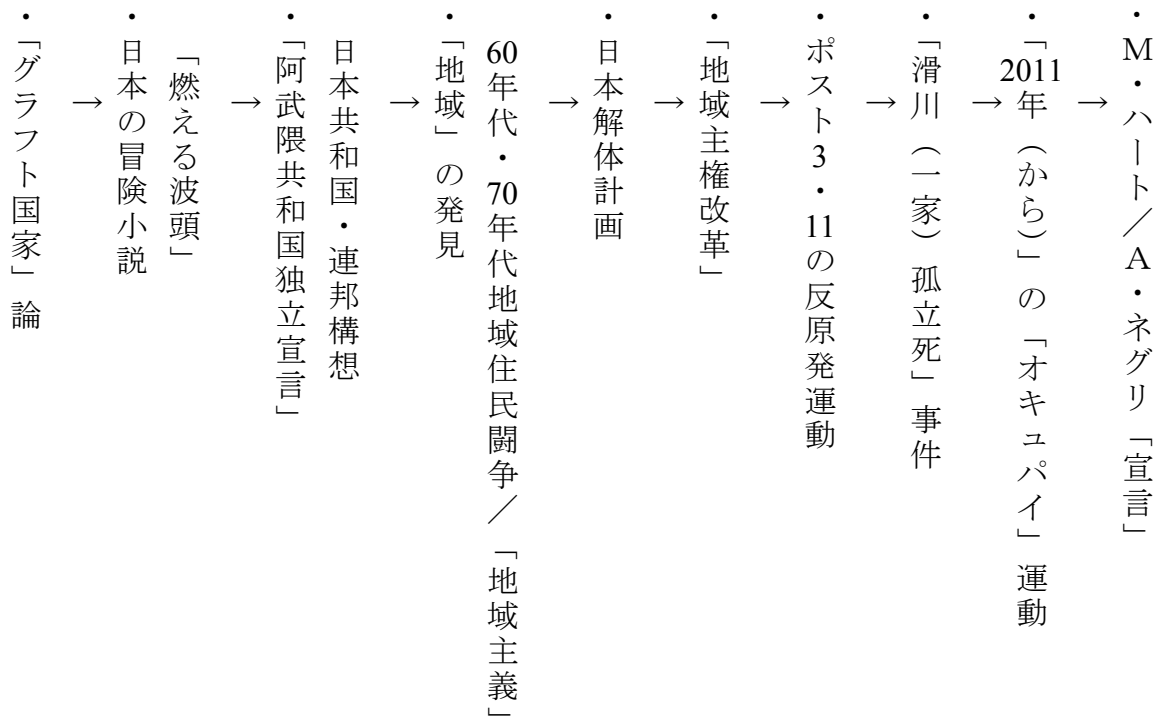 ・M・ハート/A・ネグリ「宣言」
→
・「2011年(から)」の「オキュパイ」運動
→
・「滑川(一家)孤立死」事件
→
・ポスト3・11の反原発運動
→
・「地域主権改革」
→
・日本解体計画
→
60年代・70年代地域住民闘争/「地域主義」
・「地域」の発見
→
日本共和国・連邦構想
・「阿武隈共和国独立宣言」
→
「燃える波頭」
・日本の冒険小説
→
・「グラフト国家」論